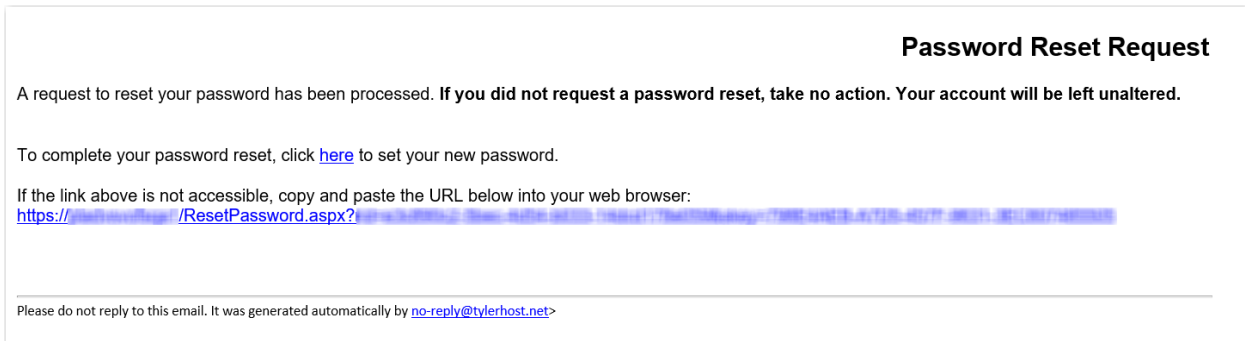 Password Reset Request
A request to reset your password has been processed. If you did not request a password reset, take no action. Your account will be left unaltered.
To complete your password reset, click here to set your new password.
If the link above is not accessible, copy and paste the URL below into your web browser:
https:// /ResetPassword.aspx?
Please do not reply to this email. It was generated automatically by no-reply@tylerhost.net>